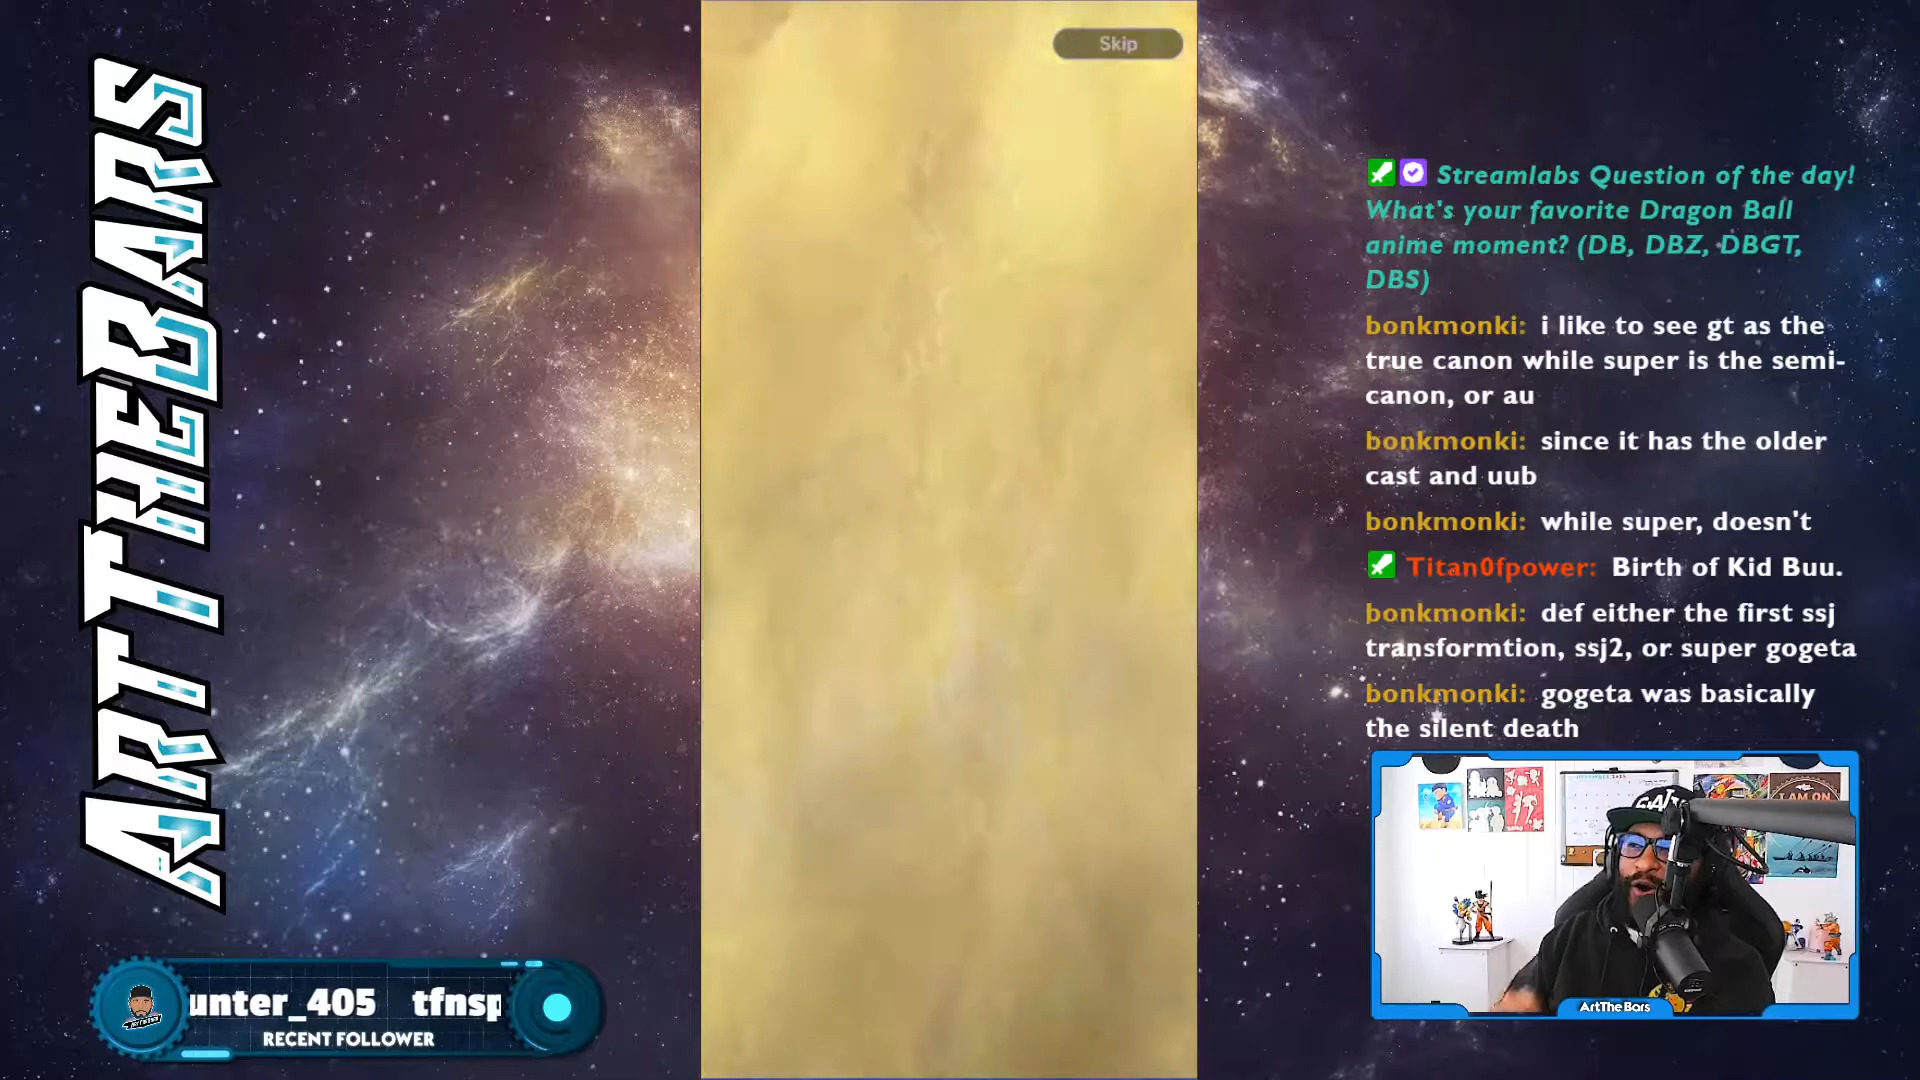 ARTTHEBARS
Skip
Streamlabs Question of the day!
What's your favorite Dragon Ball
anime moment? (DB, DBZ, DBGT,
DBS)
bonkmonki: i like to see gt as the
true canon while super is the semi-
canon, or au
bonkmonki: since it has the older
cast and uub
bonkmonki: while super, doesn't
Titan0fpower: Birth of Kid Buu.
bonkmonki: def either the first ssj
transformtion, ssj2, or super gogeta
bonkmonki: gogeta was basically
the silent death
I AM ON
ArtTheBars
unter_405 tfnsp
RECENT FOLLOWER